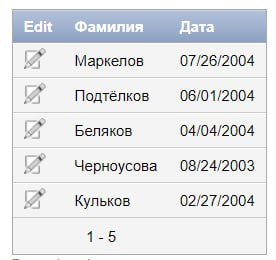 Edit Фамилия Дата
Маркелов 07/26/2004
Подтёлков 06/01/2004
Беляков 04/04/2004
Черноусова 08/24/2003
Кульков 02/27/2004
1 - 5